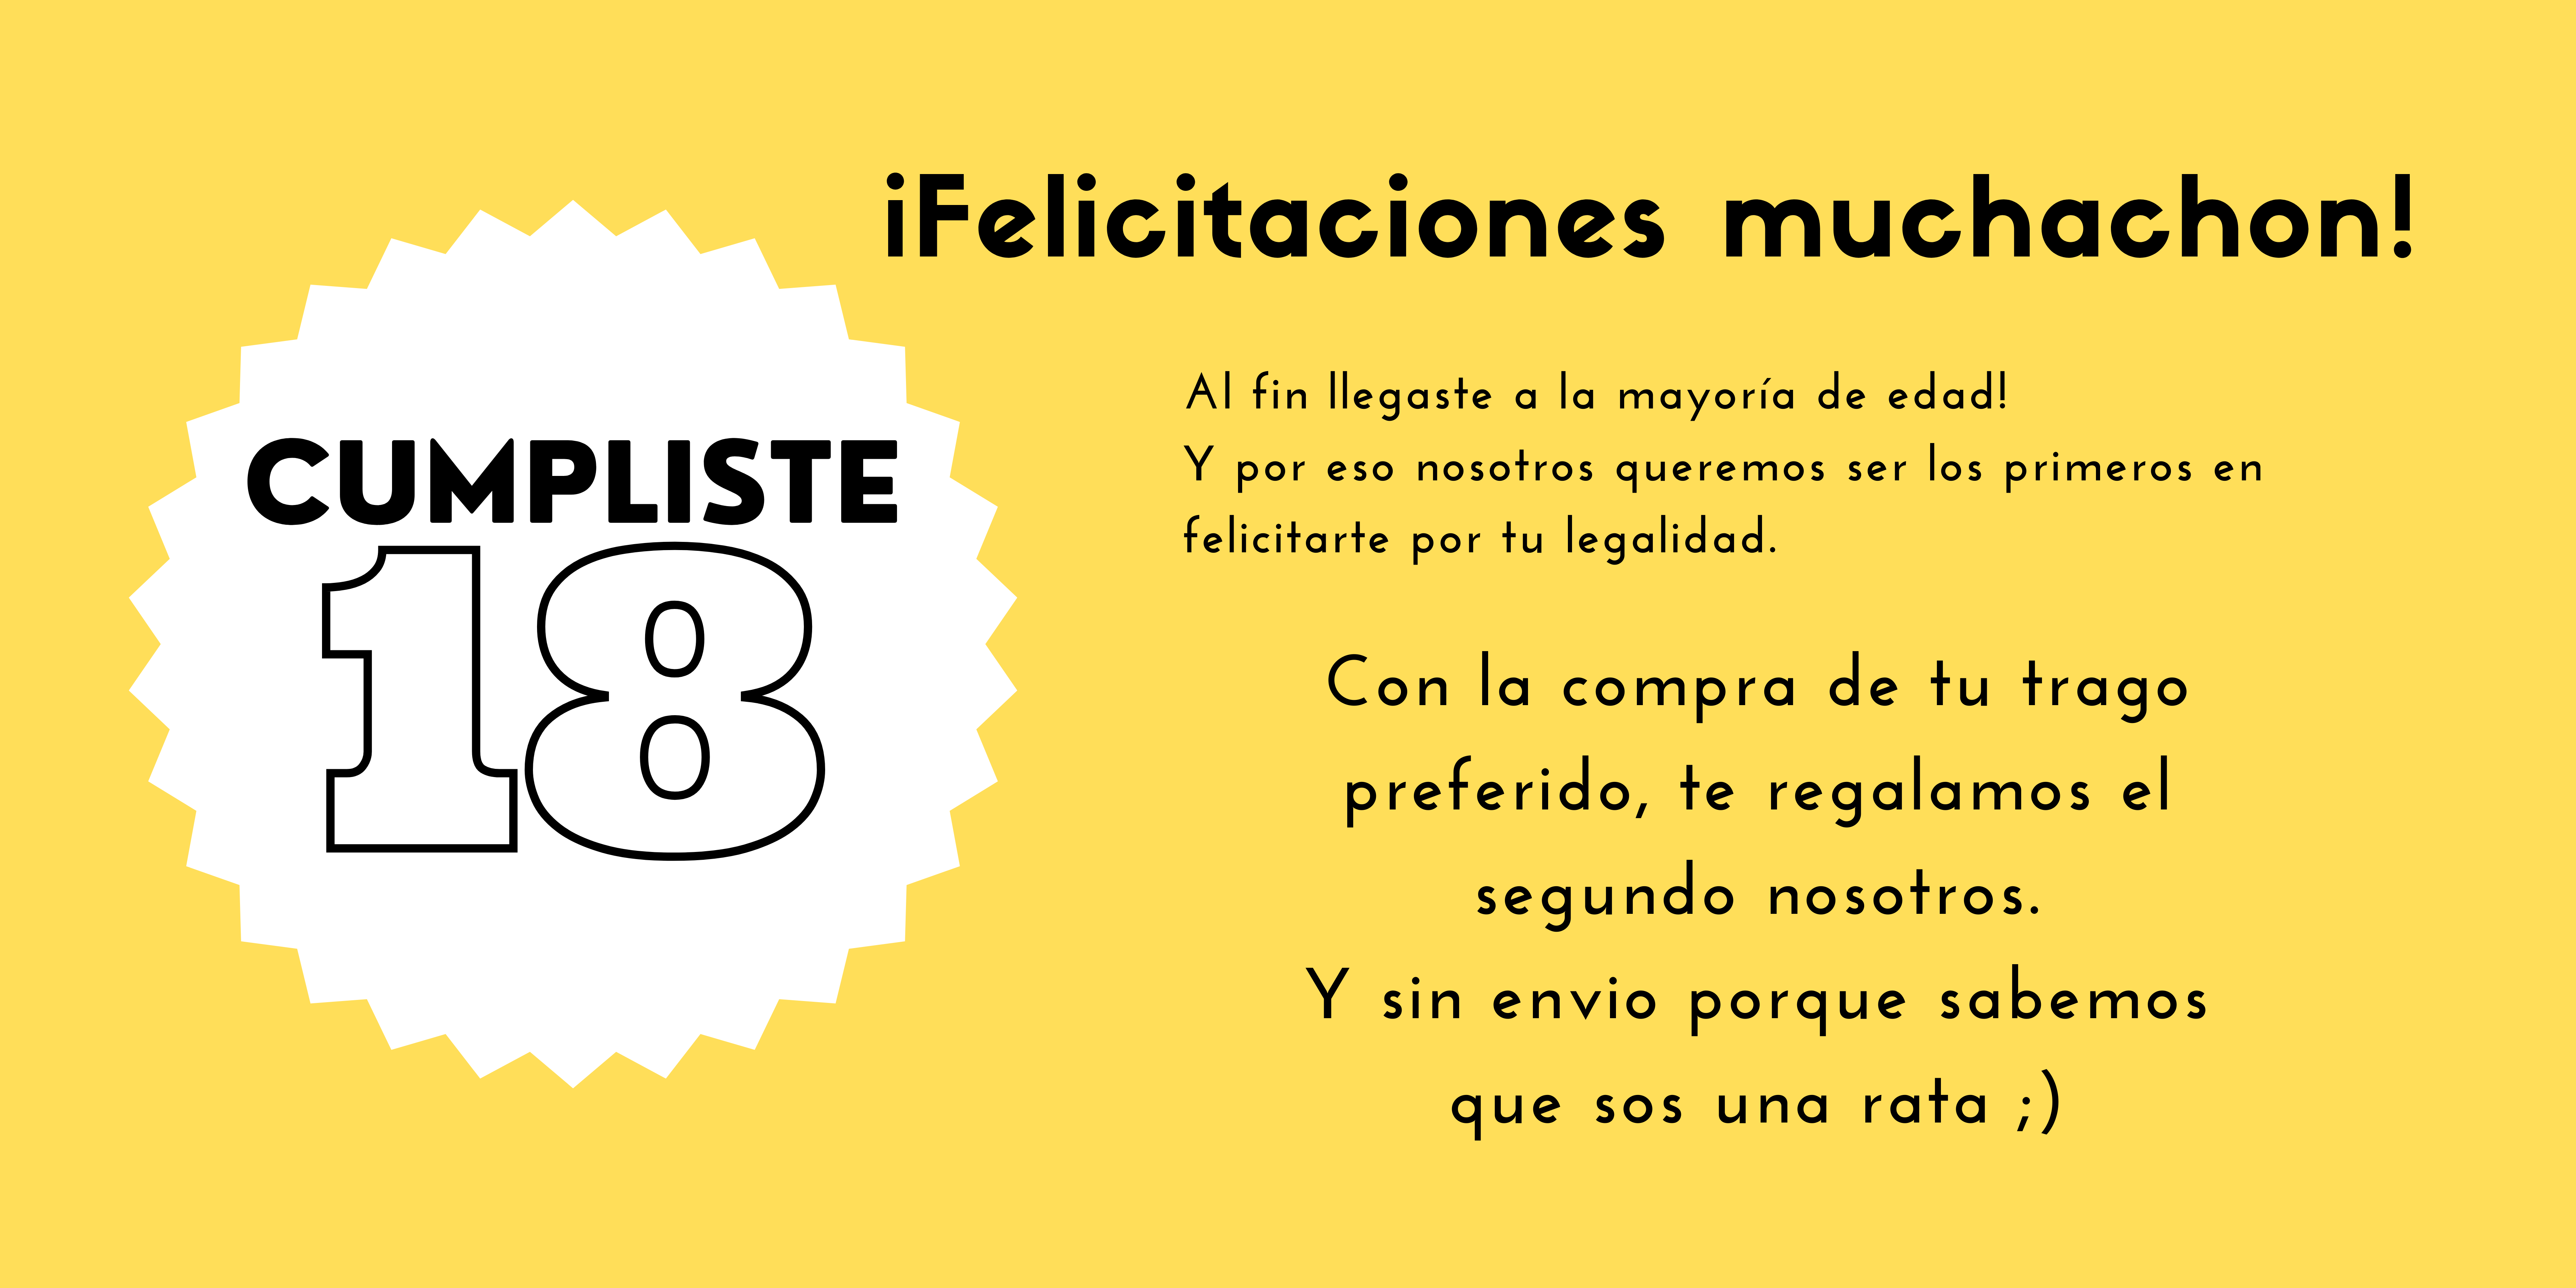 ¡Felicitaciones muchachon!
CUMPLISTE
18
Al fin llegaste a la mayoría de edad!
Y por eso nosotros queremos ser los primeros en
felicitarte por tu legalidad.
Con la compra de tu trago
preferido, te regalamos el
segundo nosotros.
Y sin envio porque sabemos
que sos una rata ;)